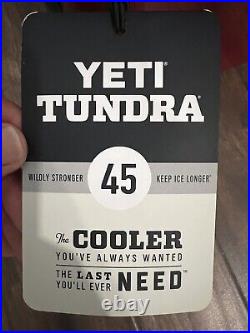 YETI
TUNDRA®
WILDLY STRONGER 45 KEEP ICE LONGER®
The COOLER
YOU'VE ALWAYS WANTED
THE LAST NEED™
YOU'LL EVER